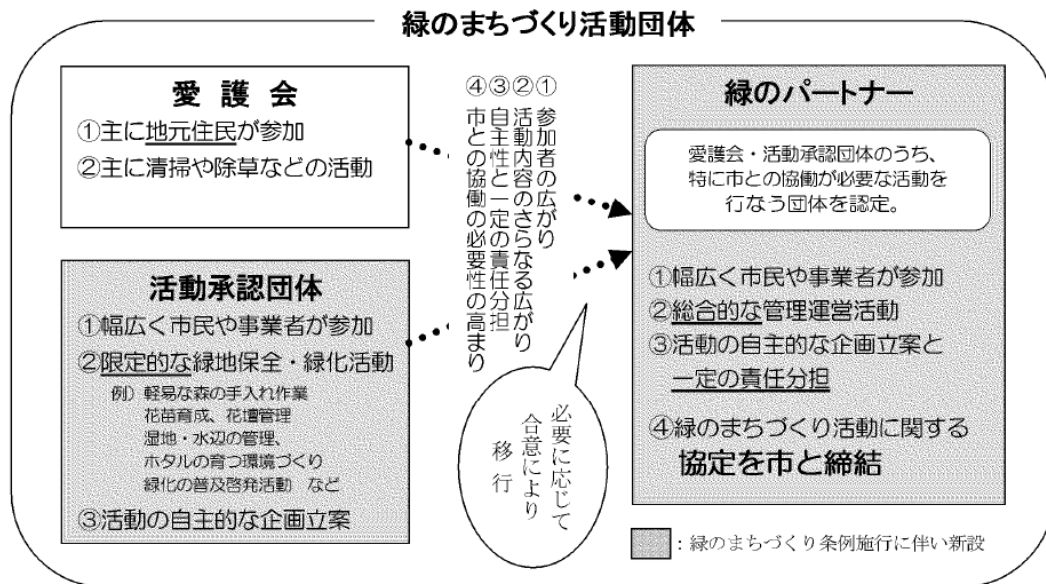 緑のまちづくり活動団体
愛護会
①主に地元住民が参加
②主に清掃や除草などの活動
活動承認団体
①幅広く市民や事業者が参加
②限定的な緑地保全・緑化活動
例）軽易な森の手入れ作業
花苗育成、花壇管理
湿地・水辺の管理、
ホタルの育つ環境づくり
緑化の普及啓発活動　など
③活動の自主的な企画立案
①参加者の広がり
②活動内容のさらなる広がり
③自主性と一定の責任分担
④市との協働の必要性の高まり
必要に応じて
合意により
移行
緑のパートナー
愛護会・活動承認団体のうち、
特に市との協働が必要な活動を
行なう団体を認定。
①幅広く市民や事業者が参加
②総合的な管理運営活動
③活動の自主的な企画立案と
一定の責任分担
④緑のまちづくり活動に関する
協定を市と締結
：緑のまちづくり条例施行に伴い新設